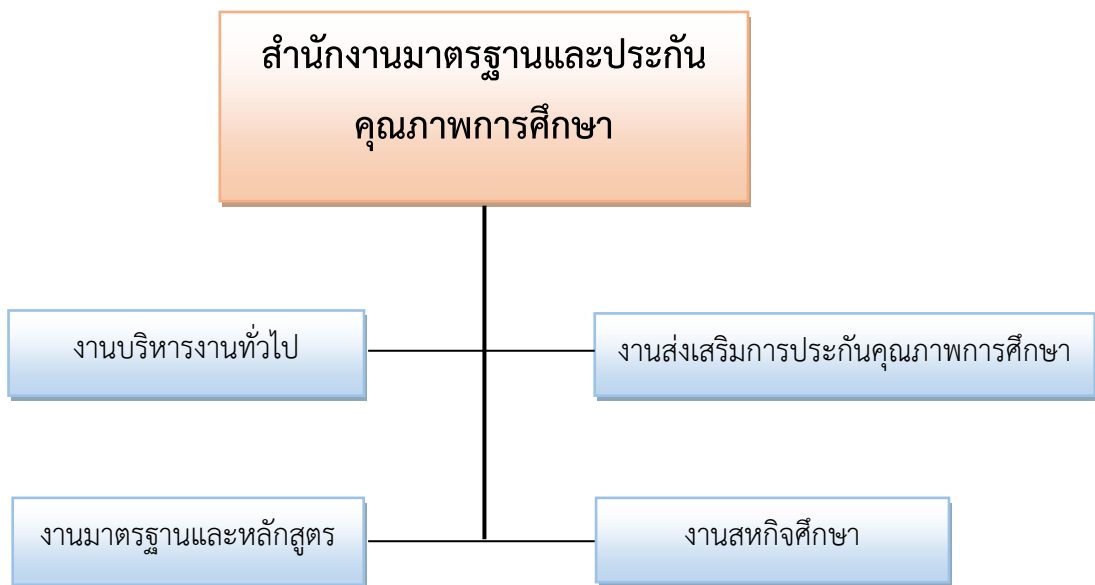 สำนักงานมาตรฐานและประกัน
คุณภาพการศึกษา
งานบริหารงานทั่วไป
งานส่งเสริมการประกันคุณภาพการศึกษา
งานมาตรฐานและหลักสูตร
งานสหกิจศึกษา